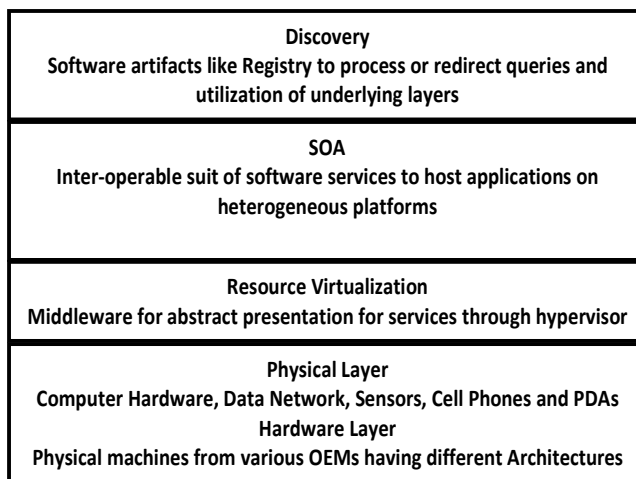 Discovery
Software artifacts like Registry to process or redirect queries and
utilization of underlying layers
SOA
Inter-operable suit of software services to host applications on
heterogeneous platforms
Resource Virtualization
Middleware for abstract presentation for services through hypervisor
Physical Layer
Computer Hardware, Data Network, Sensors, Cell Phones and PDAs
Hardware Layer
Physical machines from various OEMs having different Architectures